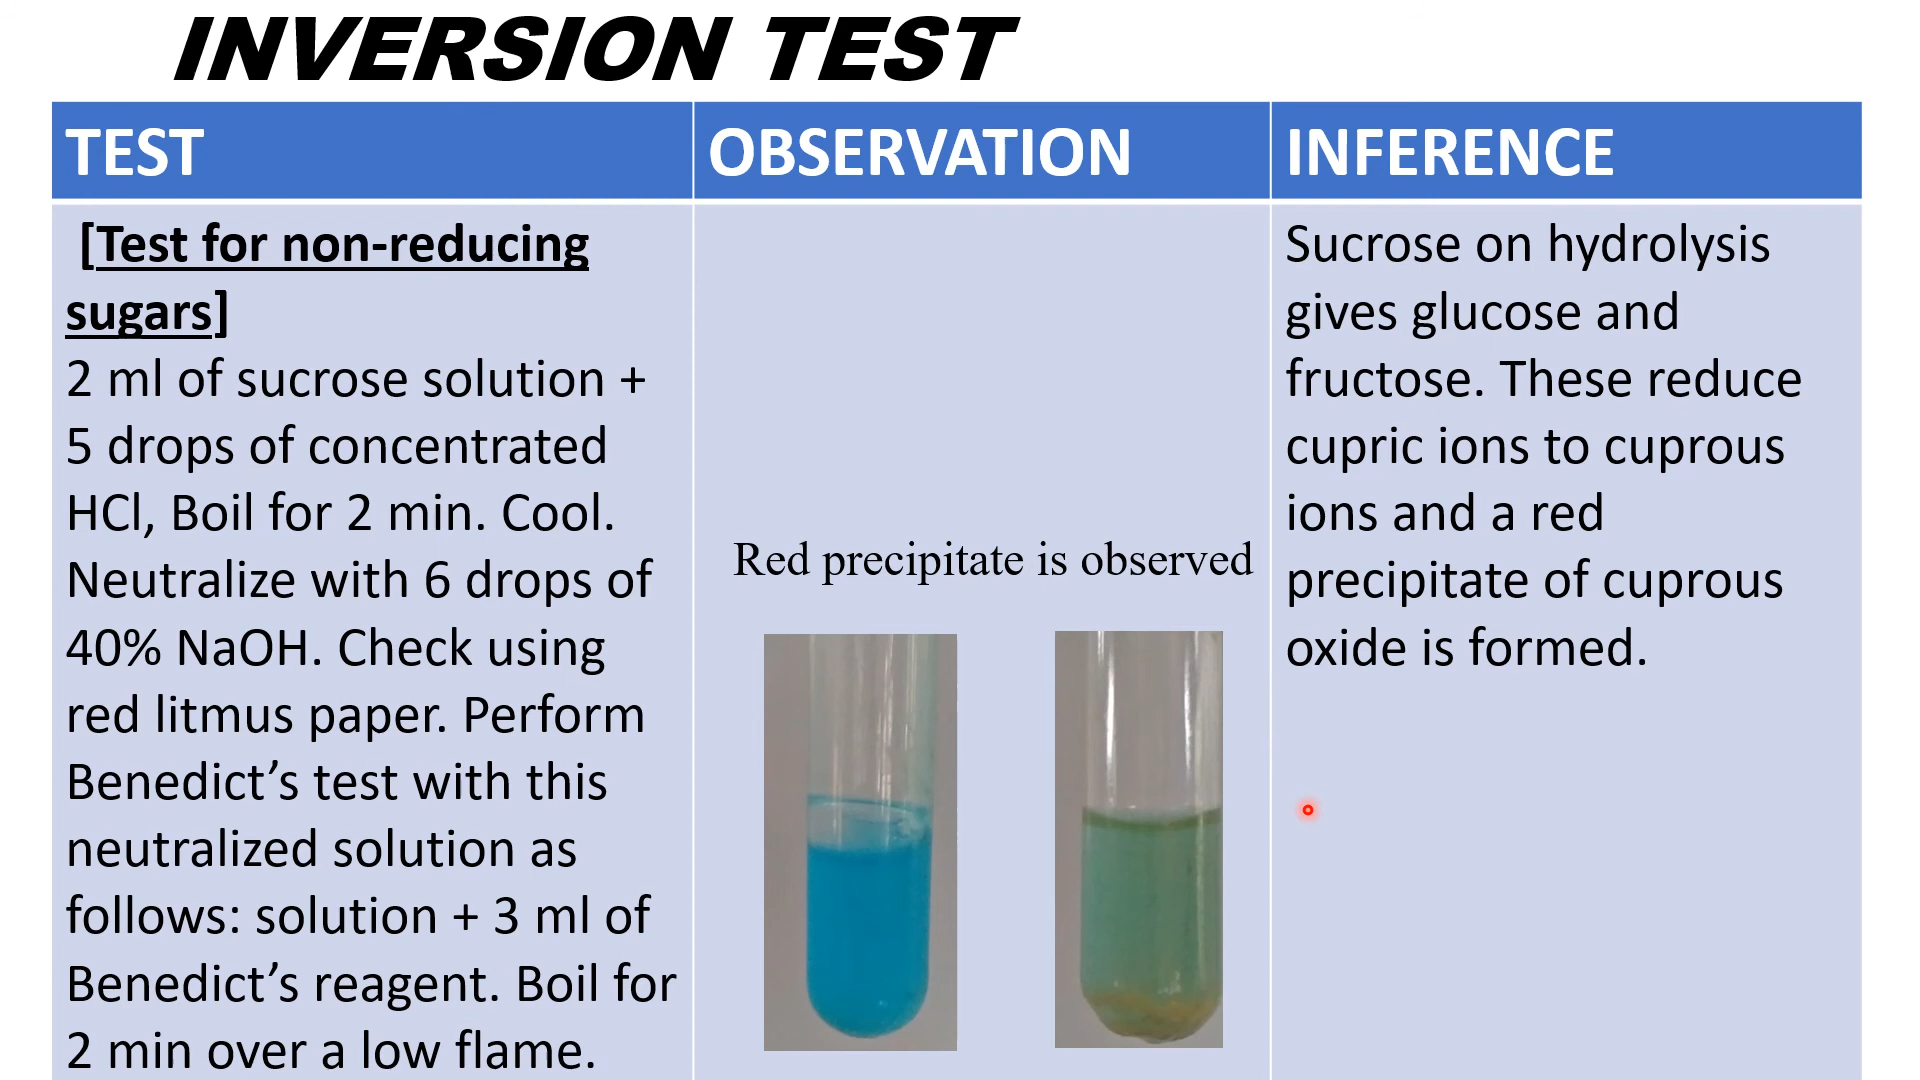 INVERSION TEST
TEST
OBSERVATION
INFERENCE
[Test for non-reducing
sugars]
2 ml of sucrose solution +
5 drops of concentrated
HCl, Boil for 2 min. Cool.
Neutralize with 6 drops of
40% NaOH. Check using
red litmus paper. Perform
Benedict’s test with this
neutralized solution as
follows: solution + 3 ml of
Benedict’s reagent. Boil for
2 min over a low flame.
Red precipitate is observed
Sucrose on hydrolysis
gives glucose and
fructose. These reduce
cupric ions to cuprous
ions and a red
precipitate of cuprous
oxide is formed.